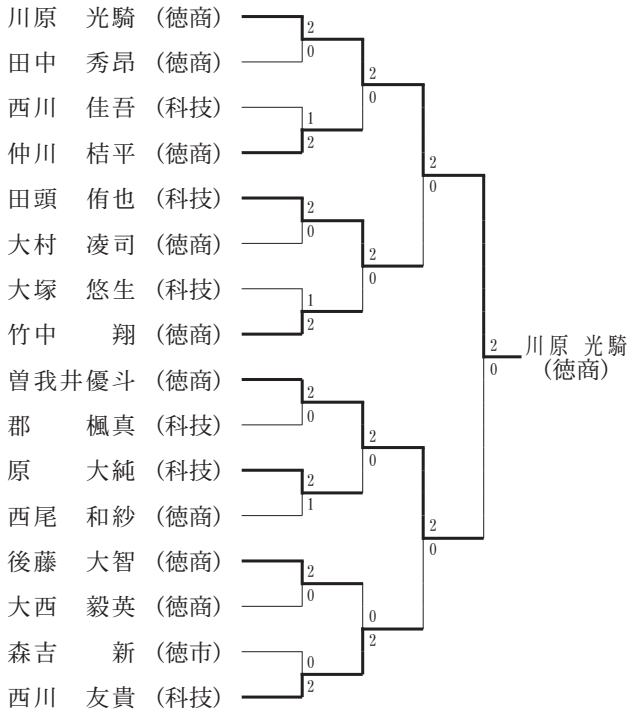 川原 光騎 (徳商)
2
田中 秀昂 (徳商)
0
2
0
西川 佳吾 (科技)
1
仲川 桔平 (徳商)
2
2
0
田頭 侑也 (科技)
2
大村 凌司 (徳商)
0
2
0
大塚 悠生 (科技)
1
竹中 翔 (徳商)
2
2
0
川原 光騎
(徳商)
曽我井優斗 (徳商)
2
郡 楓真 (科技)
0
2
0
原 大純 (科技)
2
西尾 和紗 (徳商)
1
2
0
後藤 大智 (徳商)
2
大西 毅英 (徳商)
0
0
2
森吉 新 (徳市)
0
西川 友貴 (科技)
2